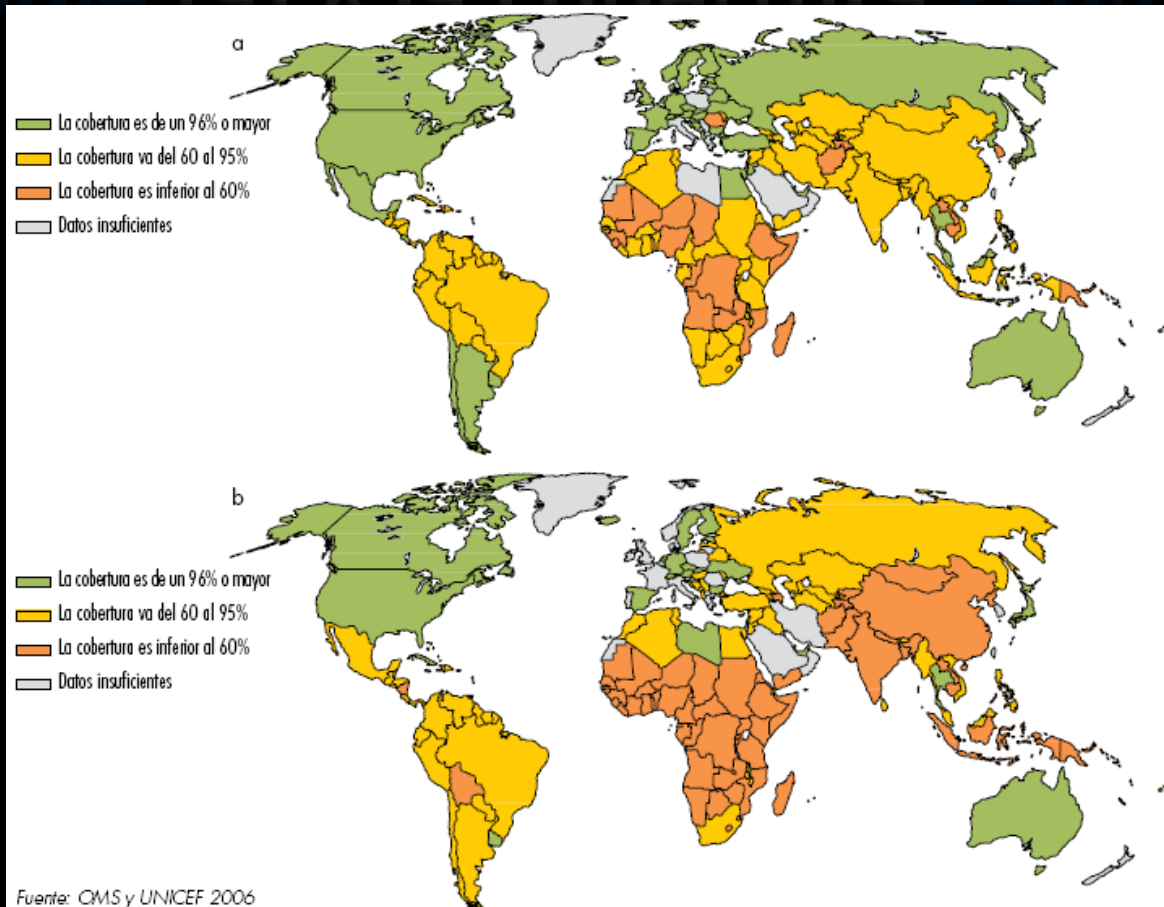 a
La cobertura es de un 96% o mayor
La cobertura va del 60 al 95%
La cobertura es inferior al 60%
Datos insuficientes
b
La cobertura es de un 96% o mayor
La cobertura va del 60 al 95%
La cobertura es inferior al 60%
Datos insuficientes
Fuente: OMS y UNICEF 2006